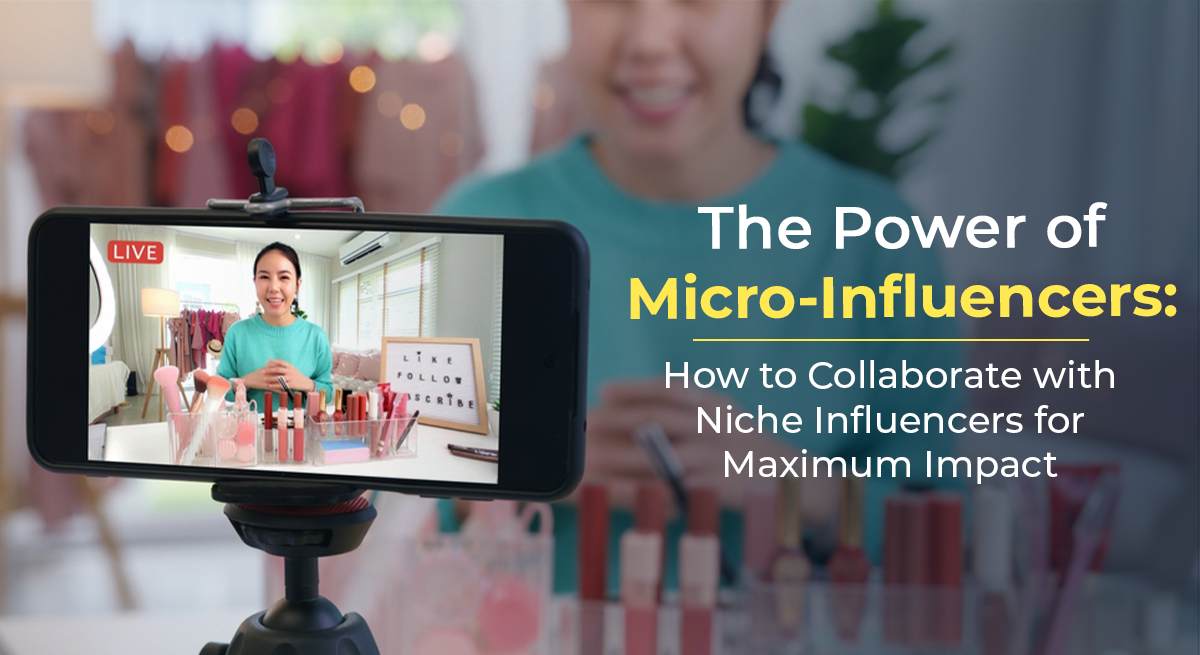 LIVE
LIKE
FOLLOW
The Power of
Micro-Influencers:
How to Collaborate with
Niche Influencers for
Maximum Impact